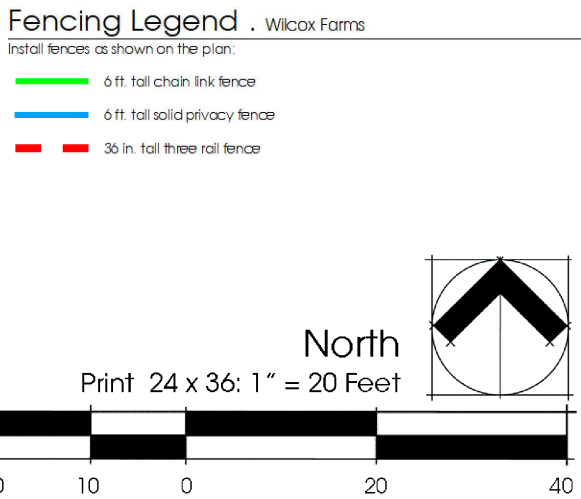 Fencing Legend . Wilcox Farms
Install fences as shown on the plan:
6 ft. tall chain link fence
6 ft. tall solid privacy fence
36 in. tall three rail fence
North
Print 24 x 36: 1" = 20 Feet
10 0 20 40